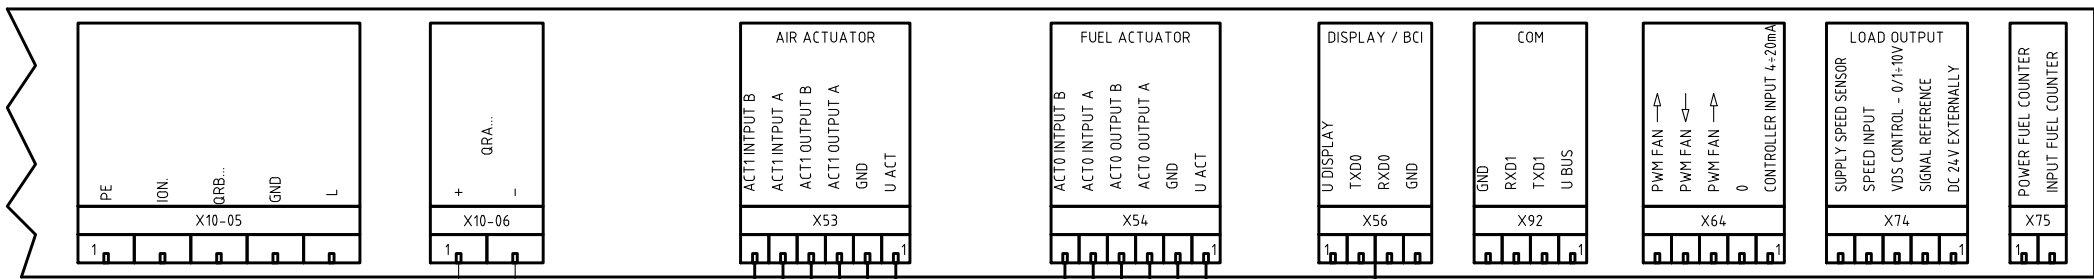 PE
ION.
QRB...
GND
L
X10-05
1
QRA...
+
-
X10-06
1
AIR ACTUATOR
ACT1 INTPUT B
ACT1 INTPUT A
ACT1 OUTPUT B
ACT1 OUTPUT A
GND
U ACT
X53
1
FUEL ACTUATOR
ACT0 INTPUT B
ACT0 INTPUT A
ACT0 OUTPUT B
ACT0 OUTPUT A
GND
U ACT
X54
1
DISPLAY / BCI
U DISPLAY
TXD0
RXD0
GND
X56
1
COM
GND
RXD1
TXD1
U BUS
X92
1
PWM FAN →
PWM FAN ←
PWM FAN →
0
CONTROLLER INPUT 4÷20mA
X64
1
LOAD OUTPUT
SUPPLY SPEED SENSOR
SPEED INPUT
VDS CONTROL - 0/1÷10V
SIGNAL REFERENCE
DC 24V EXTERNALLY
X74
1
POWER FUEL COUNTER
INPUT FUEL COUNTER
X75
1